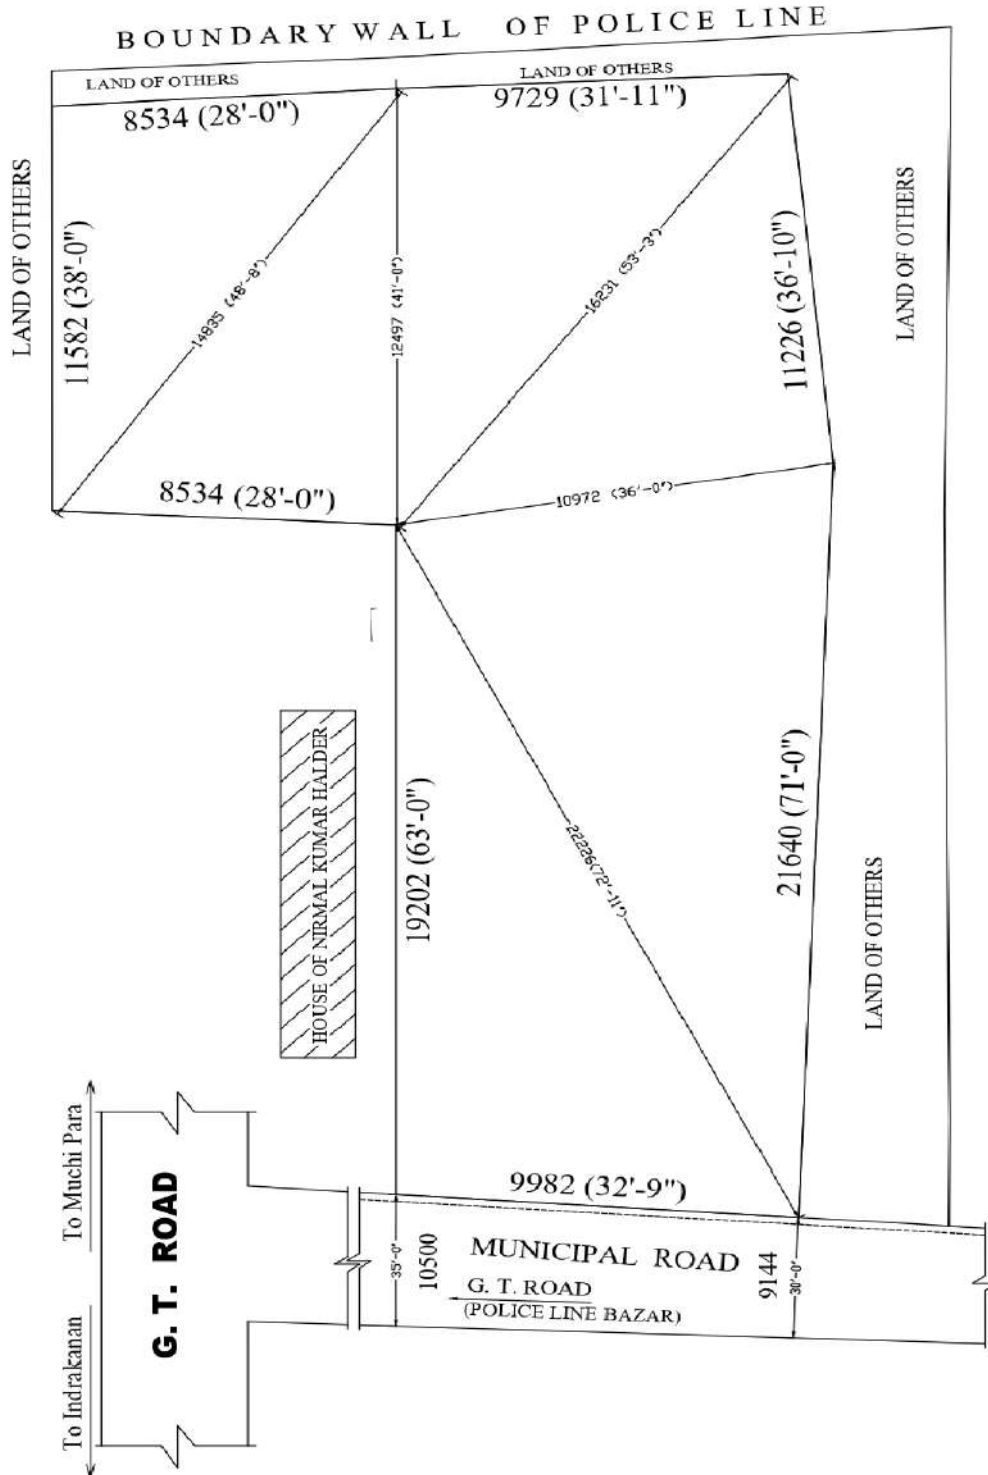 BOUNDARY WALL OF POLICE LINE
LAND OF OTHERS
LAND OF OTHERS
8534 (28'-0")
9729 (31'-11")
LAND OF OTHERS
11582 (38'-0")
14835 (48'-8")
12497 (41'-0")
16231 (53'-3")
11226 (36'-10")
LAND OF OTHERS
8534 (28'-0")
10972 (36'-0")
HOUSE OF NIRMAL KUMAR HALDER
19202 (63'-0")
22226(72'-11")
21640 (71'-0")
LAND OF OTHERS
To Muchi Para
G. T. ROAD
To Indrakanan
9982 (32'-9")
35'-0"
10500
MUNICIPAL ROAD
9144
30'-0"
G. T. ROAD
(POLICE LINE BAZAR)